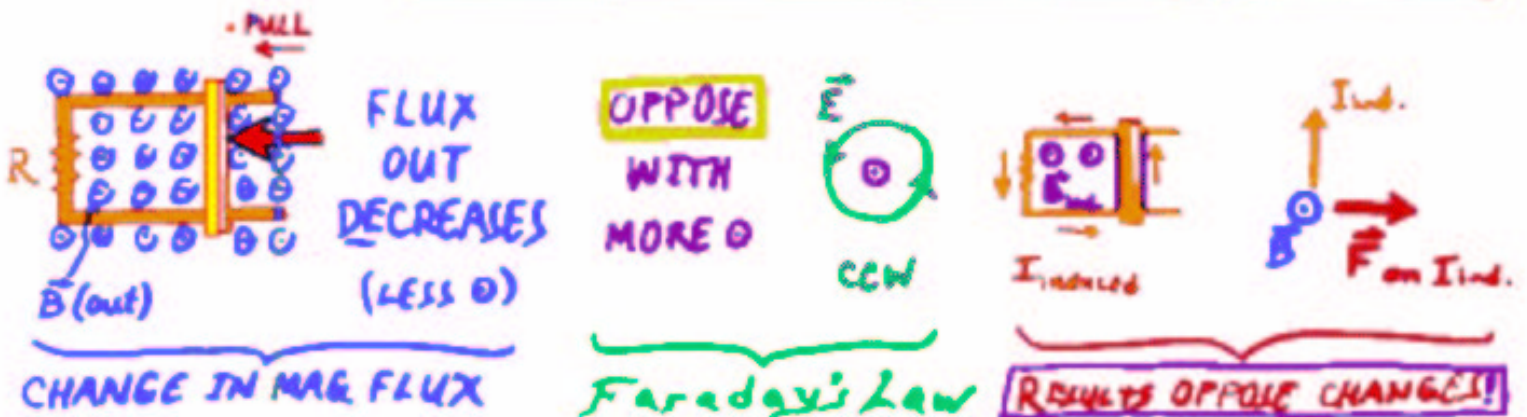 PULL
R
B (out)
FLUX
OUT
DECREASES
(LESS ⊙)
CHANGE IN MAG FLUX
OPPOSE
WITH
MORE ⊙
E
CCW
Faraday's Law
B ind.
I induced
I ind.
B
F on I ind.
RESULTS OPPOSE CHANGES!